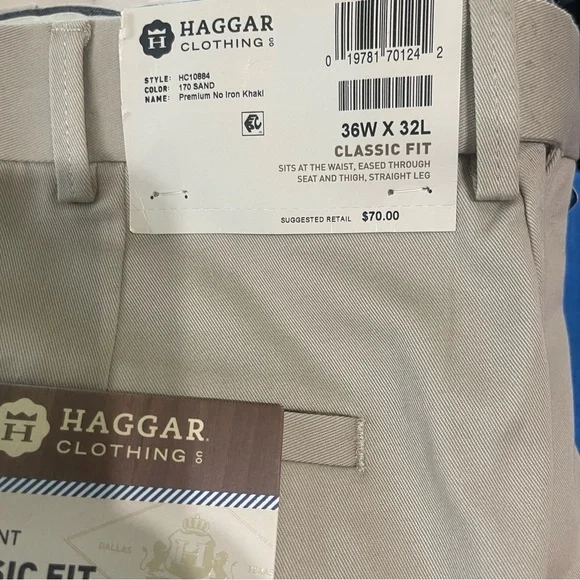 HAGGAR
CLOTHING CO
STYLE: HC10884
COLOR: 170 SAND
NAME: Premium No Iron Khaki
0 19781 70124 2
36W X 32L
CLASSIC FIT
SITS AT THE WAIST, EASED THROUGH
SEAT AND THIGH, STRAIGHT LEG
SUGGESTED RETAIL $70.00
H HAGGAR
CLOTHING CO
NT
DALLAS
H
SIC FIT